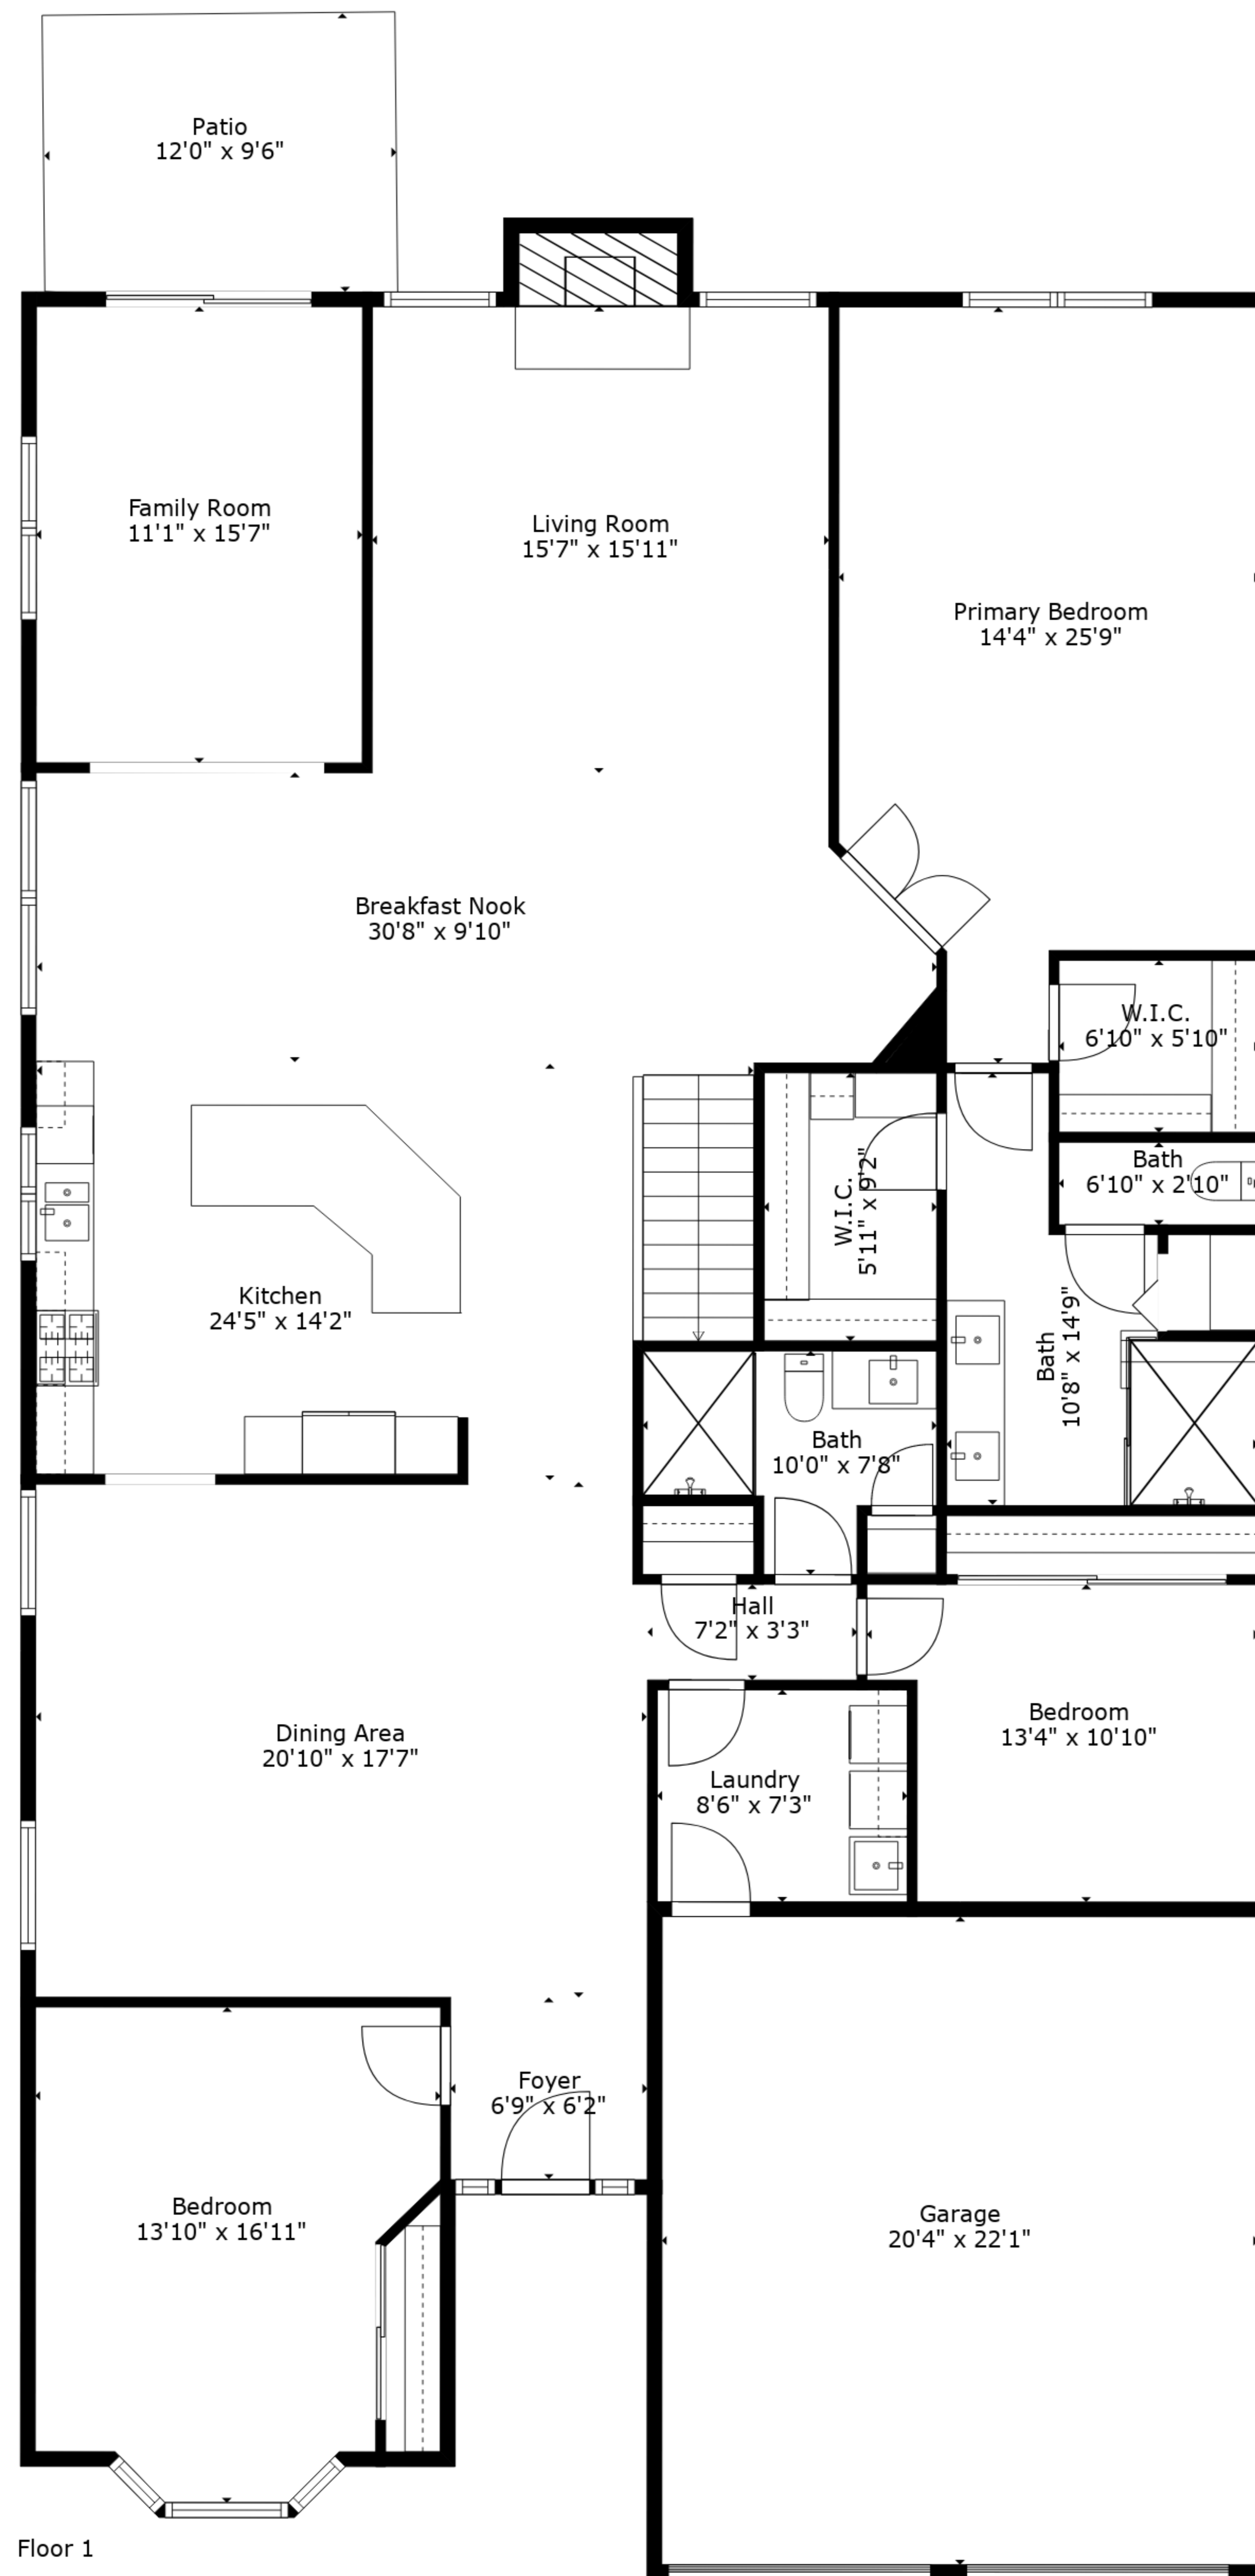 Patio
12'0" x 9'6"
Family Room
11'1" x 15'7"
Living Room
15'7" x 15'11"
Primary Bedroom
14'4" x 25'9"
Breakfast Nook
30'8" x 9'10"
W.I.C.
6'10" x 5'10"
Bath
6'10" x 2'10"
W.I.C.
5'11" x 9'2"
Kitchen
24'5" x 14'2"
Bath
10'8" x 14'9"
Bath
10'0" x 7'8"
Hall
7'2" x 3'3"
Bedroom
13'4" x 10'10"
Dining Area
20'10" x 17'7"
Laundry
8'6" x 7'3"
Foyer
6'9" x 6'2"
Bedroom
13'10" x 16'11"
Garage
20'4" x 22'1"
Floor 1